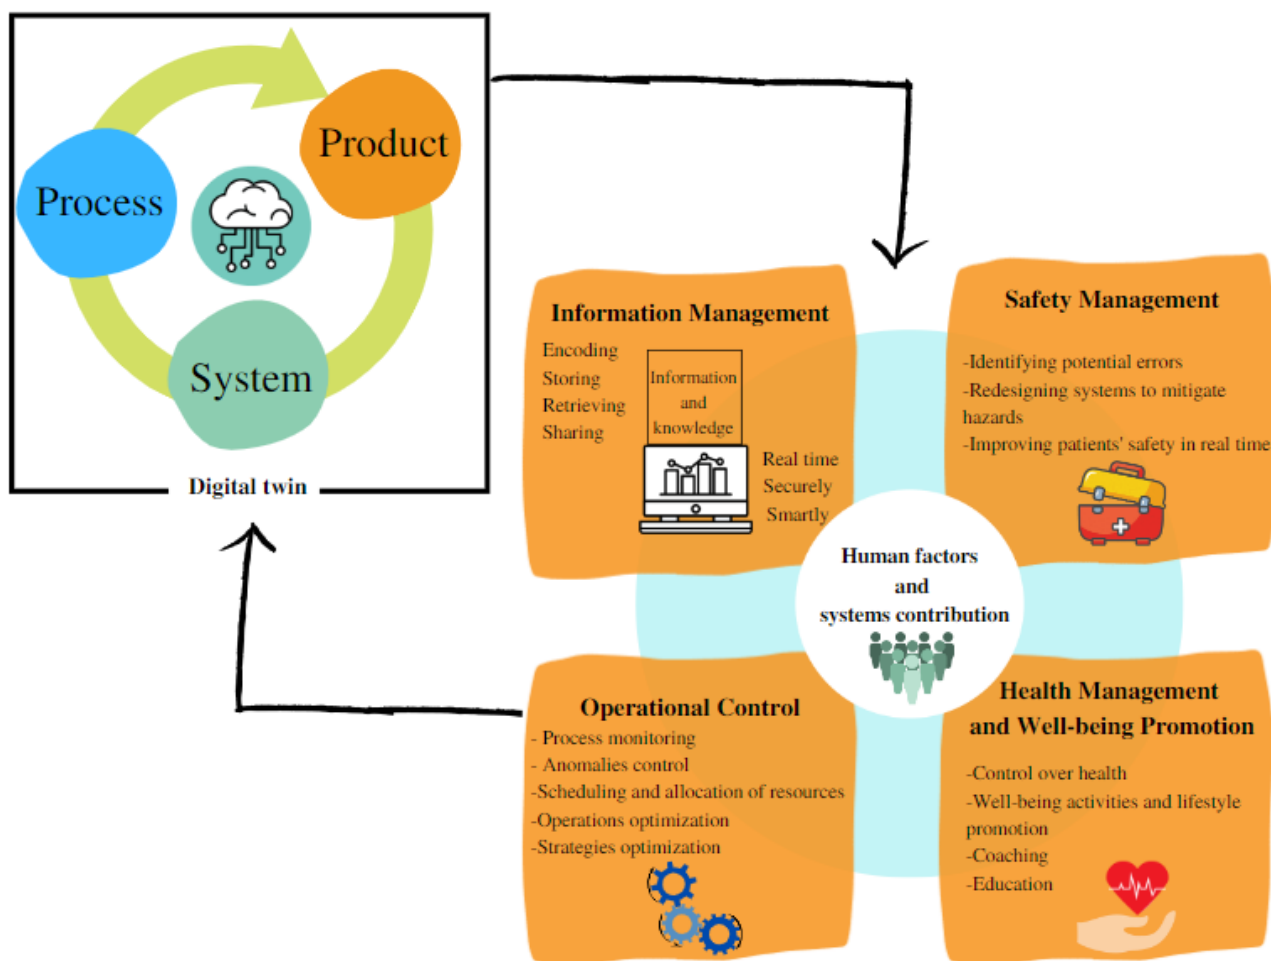 Product
Process
System
Digital twin
Information Management
Encoding
Storing
Retrieving
Sharing
Information
and
knowledge
Real time
Securely
Smartly
Safety Management
-Identifying potential errors
-Redesigning systems to mitigate
hazards
-Improving patients' safety in real time
Human factors
and
systems contribution
Operational Control
- Process monitoring
- Anomalies control
-Scheduling and allocation of resources
-Operations optimization
-Strategies optimization
Health Management
and Well-being Promotion
-Control over health
-Well-being activities and lifestyle
promotion
-Coaching
-Education